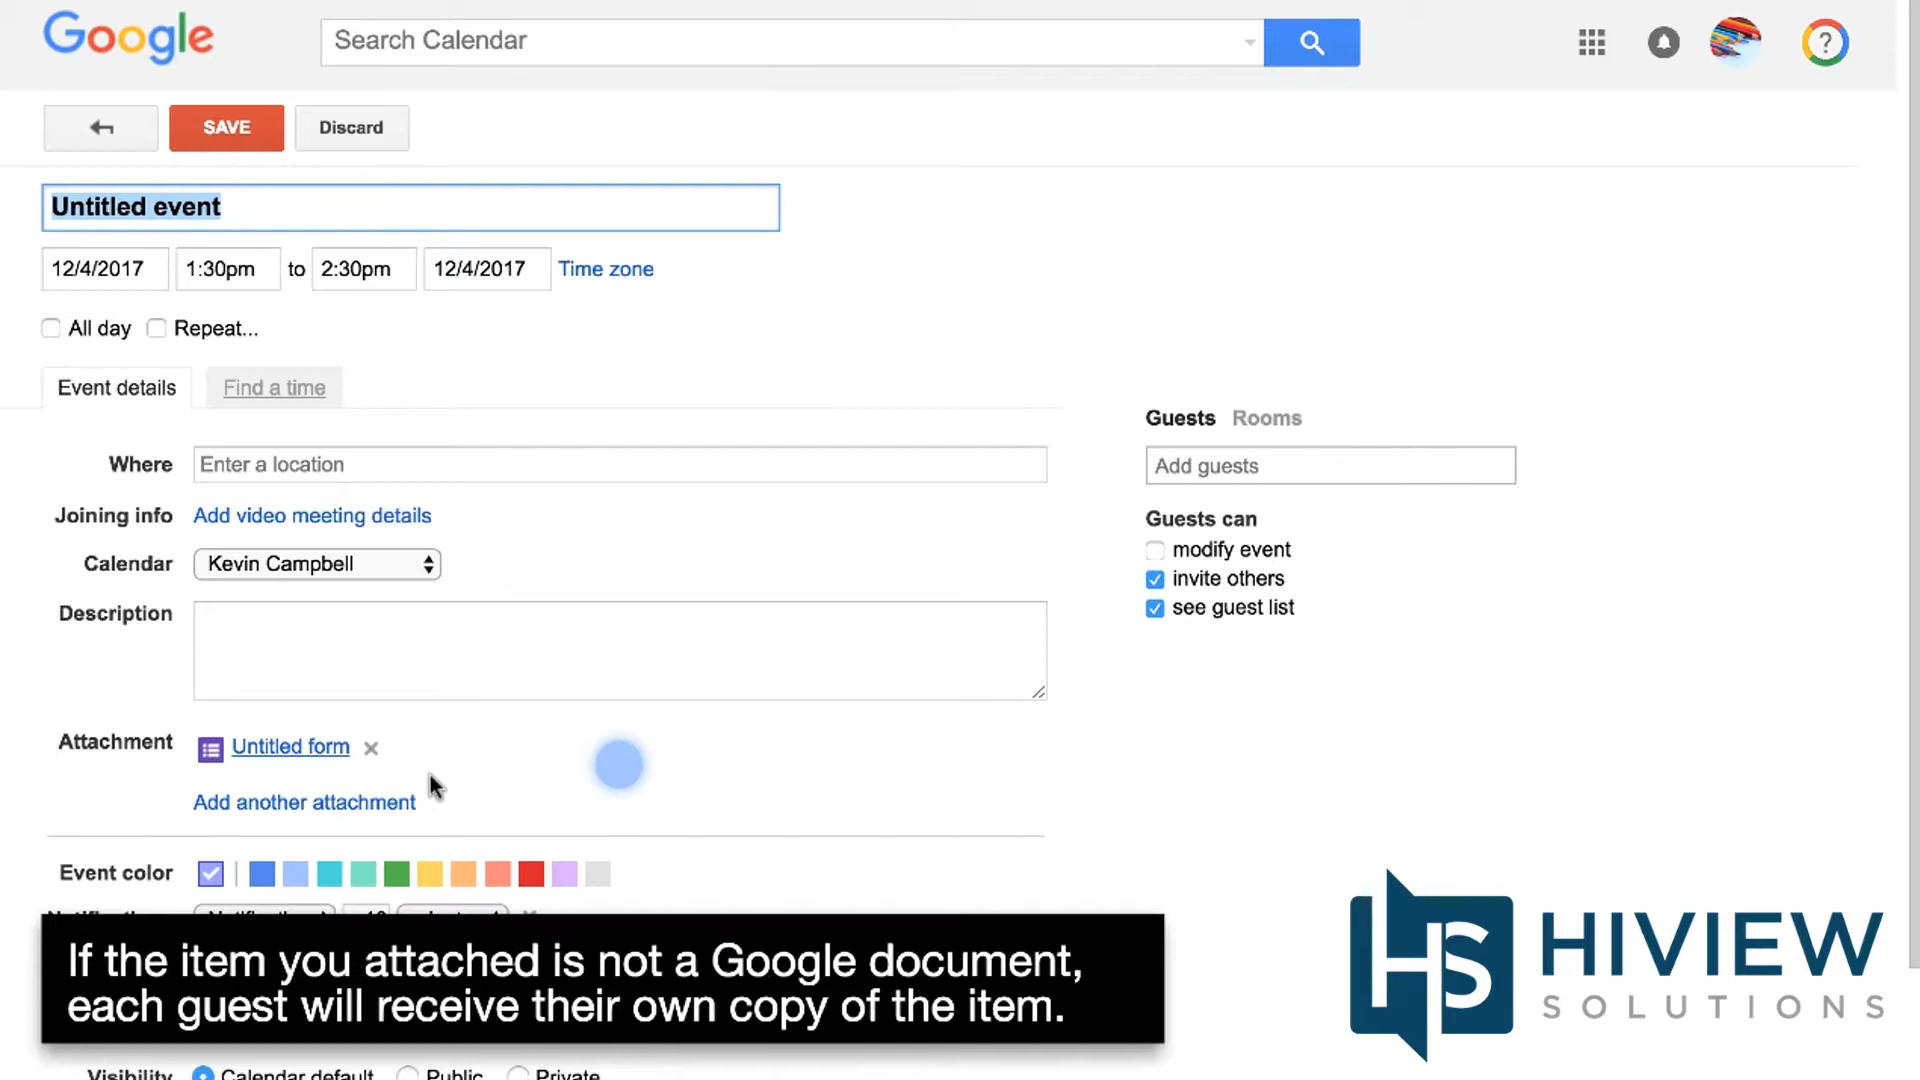 Google
Search Calendar
?
SAVE Discard
Untitled event
12/4/2017 1:30pm to 2:30pm 12/4/2017 Time zone
All day Repeat...
Event details Find a time
Guests Rooms
Where Enter a location
Add guests
Joining info Add video meeting details
Guests can
modify event
Calendar Kevin Campbell
invite others
Description
see guest list
Attachment Untitled form
Add another attachment
Event color
If the item you attached is not a Google document,
each guest will receive their own copy of the item.
HS HIVIEW
SOLUTIONS
Visibility Calendar default Public Private